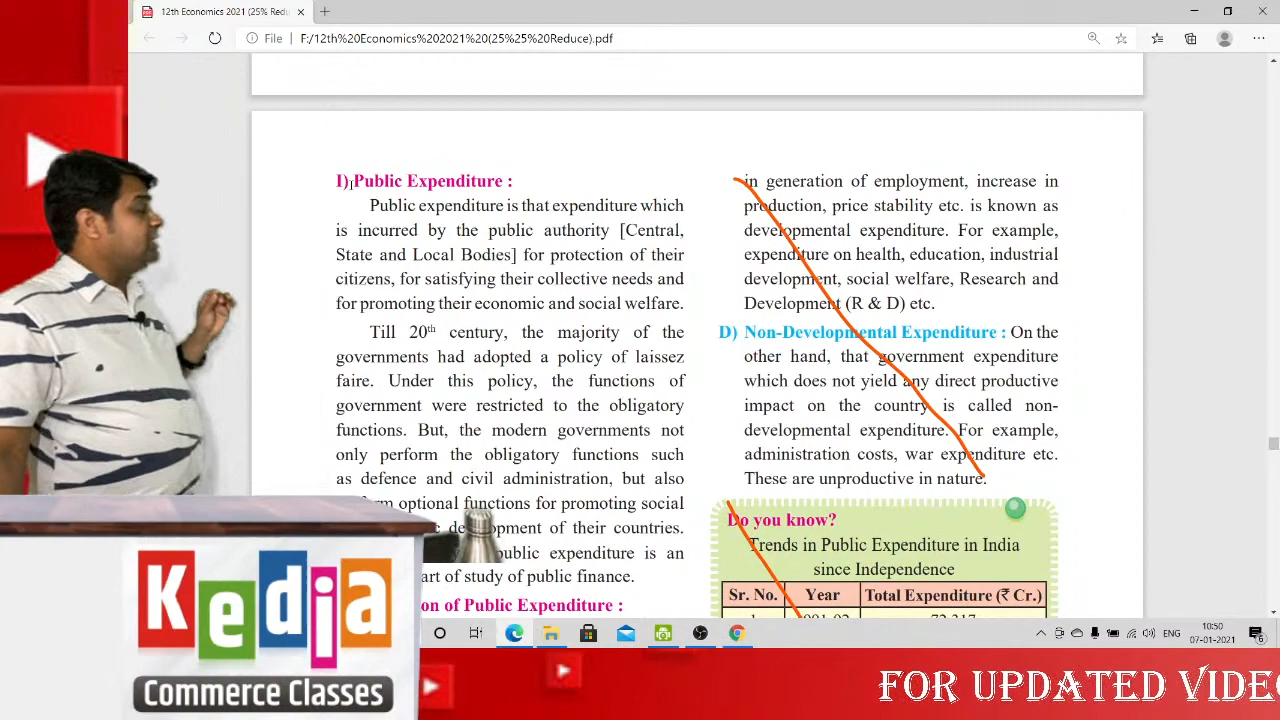 12th Economics 2021 (25% Redu
File
F:/12th%20Economics%202021%20(25%25%20Reduce).pdf
I) Public Expenditure :
Public expenditure is that expenditure which
is incurred by the public authority [Central,
State and Local Bodies] for protection of their
citizens, for satisfying their collective needs and
for promoting their economic and social welfare.
Till 20th century, the majority of the
governments had adopted a policy of laissez
faire. Under this policy, the functions of
government were restricted to the obligatory
functions. But, the modern governments not
only perform the obligatory functions such
as defence and civil administration, but also
optional functions for promoting social
development of their countries.
public expenditure is an
art of study of public finance.
on of Public Expenditure :
in generation of employment, increase in
production, price stability etc. is known as
developmental expenditure. For example,
expenditure on health, education, industrial
development, social welfare, Research and
Development (R & D) etc.
D) Non-Developmental Expenditure : On the
other hand, that government expenditure
which does not yield any direct productive
impact on the country is called non-
developmental expenditure. For example,
administration costs, war expenditure etc.
These are unproductive in nature.
Do you know?
Trends in Public Expenditure in India
since Independence
Sr. No. Year Total Expenditure (₹ Cr.)
72,317
ENG
10:50
07-01-2021
6
Kedia
Commerce Classes
FOR UPDATED VIDE